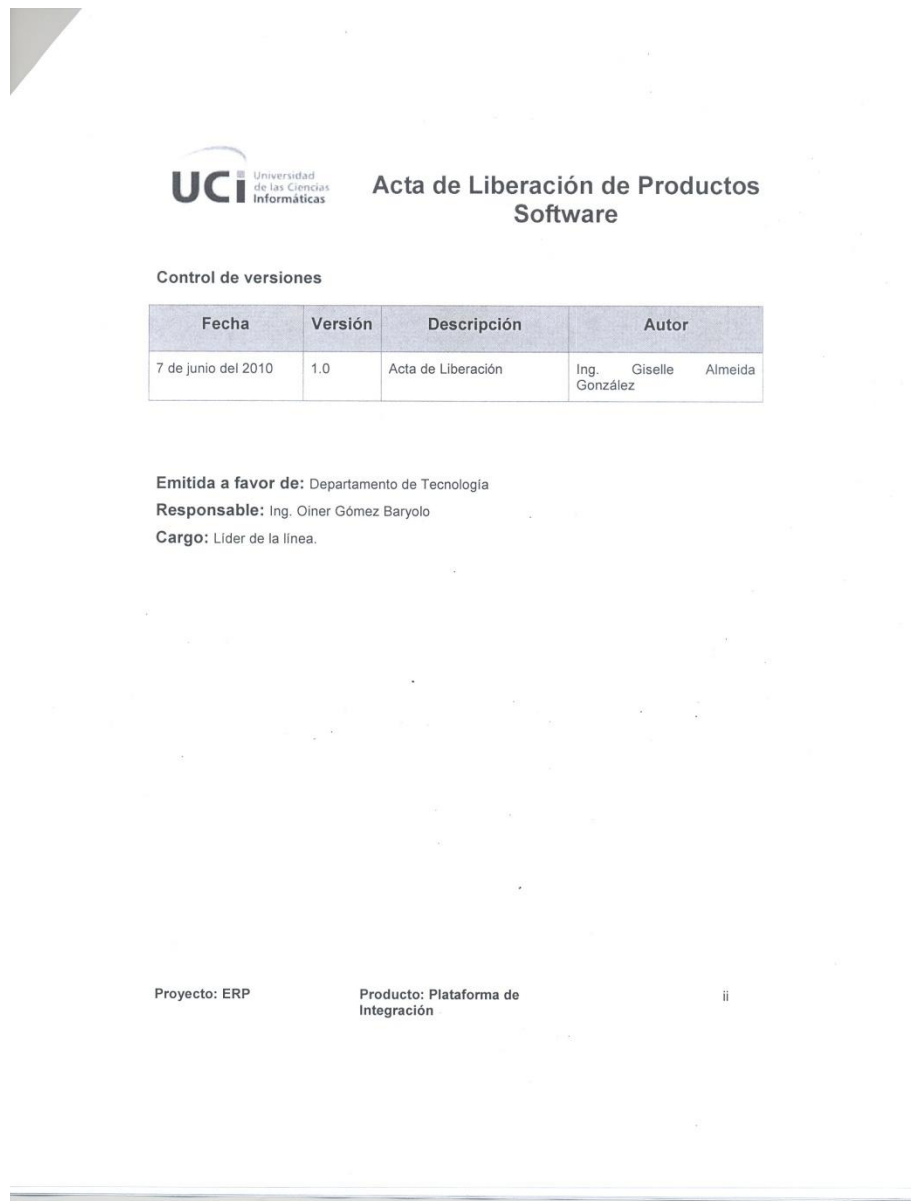 UCi Universidad
de las Ciencias
Informáticas
Acta de Liberación de Productos
Software
Control de versiones
Fecha Versión Descripción Autor
7 de junio del 2010 1.0 Acta de Liberación Ing. Giselle Almeida
González
Emitida a favor de: Departamento de Tecnología
Responsable: Ing. Oiner Gómez Baryolo
Cargo: Líder de la línea.
Proyecto: ERP Producto: Plataforma de ii
Integración